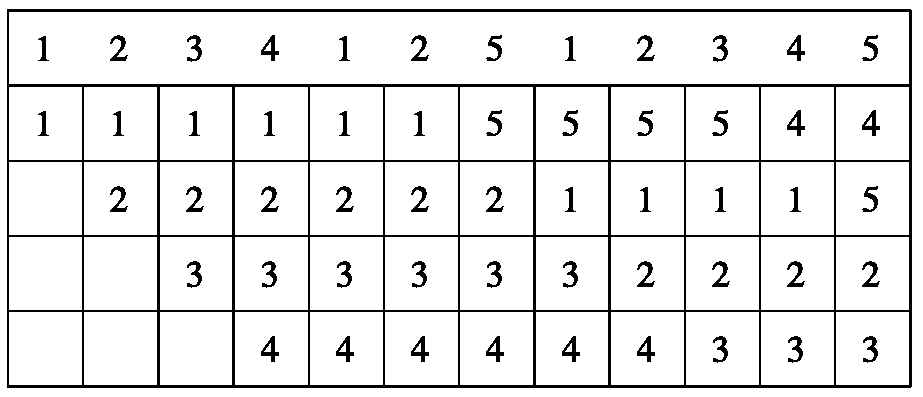 1 2 3 4 1 2 5 1 2 3 4 5
1 1 1 1 1 1 5 5 5 5 4 4
2 2 2 2 2 2 1 1 1 1 5
3 3 3 3 3 3 2 2 2 2
4 4 4 4 4 4 3 3 3